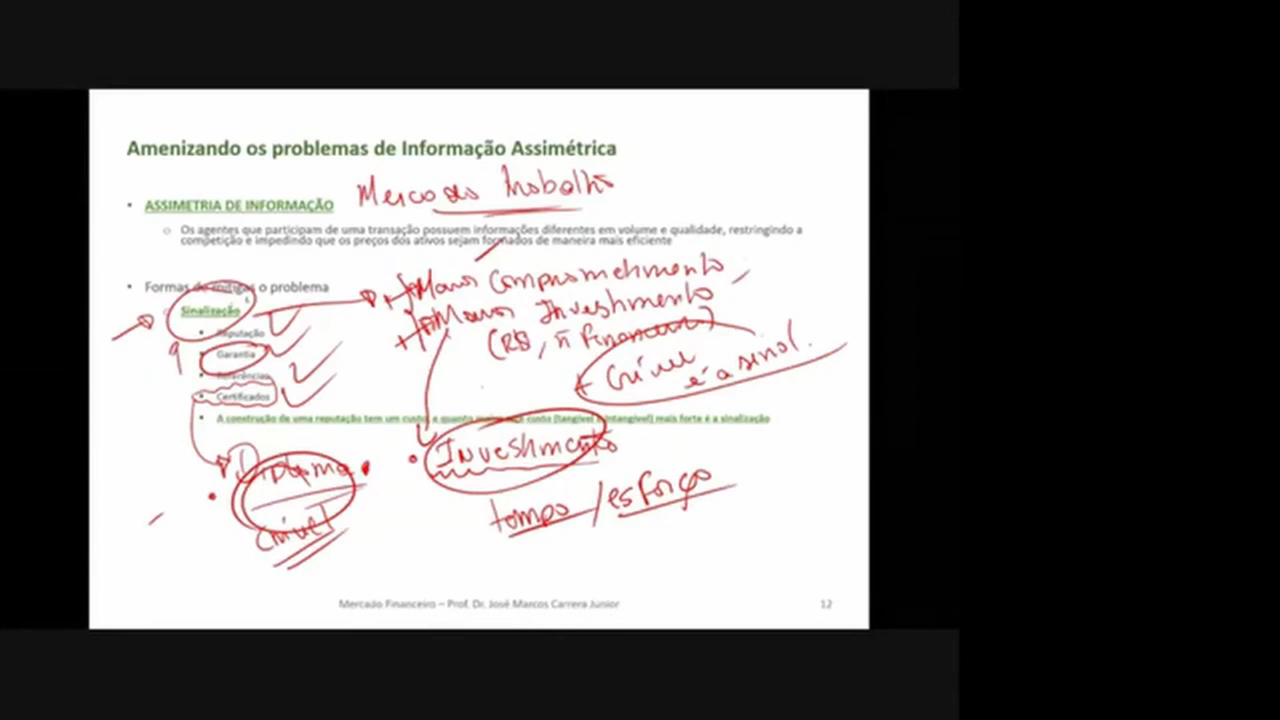 Amenizando os problemas de Informação Assimétrica
Mercado trabalho
• ASSIMETRIA DE INFORMAÇÃO
o Os agentes que participam de uma transação possuem informações diferentes em volume e qualidade, restringindo a
competição e impedindo que os preços dos ativos sejam formados de maneira mais eficiente
• Formas de mitigar o problema
Maior comprometimento
o Sinalização
+ Maior Investimento
• Reputação
(R$, ñ financeiro)
• Garantia
+ Crível
é a sinal.
• Referências
• Certificados
• A construção de uma reputação tem um custo, e quanto maior custo (tangível intangível) mais forte é a sinalização
• Investimento
Diploma
tempo / esforço
crível
Mercado Financeiro – Prof. Dr. José Marcos Carrera Junior
12